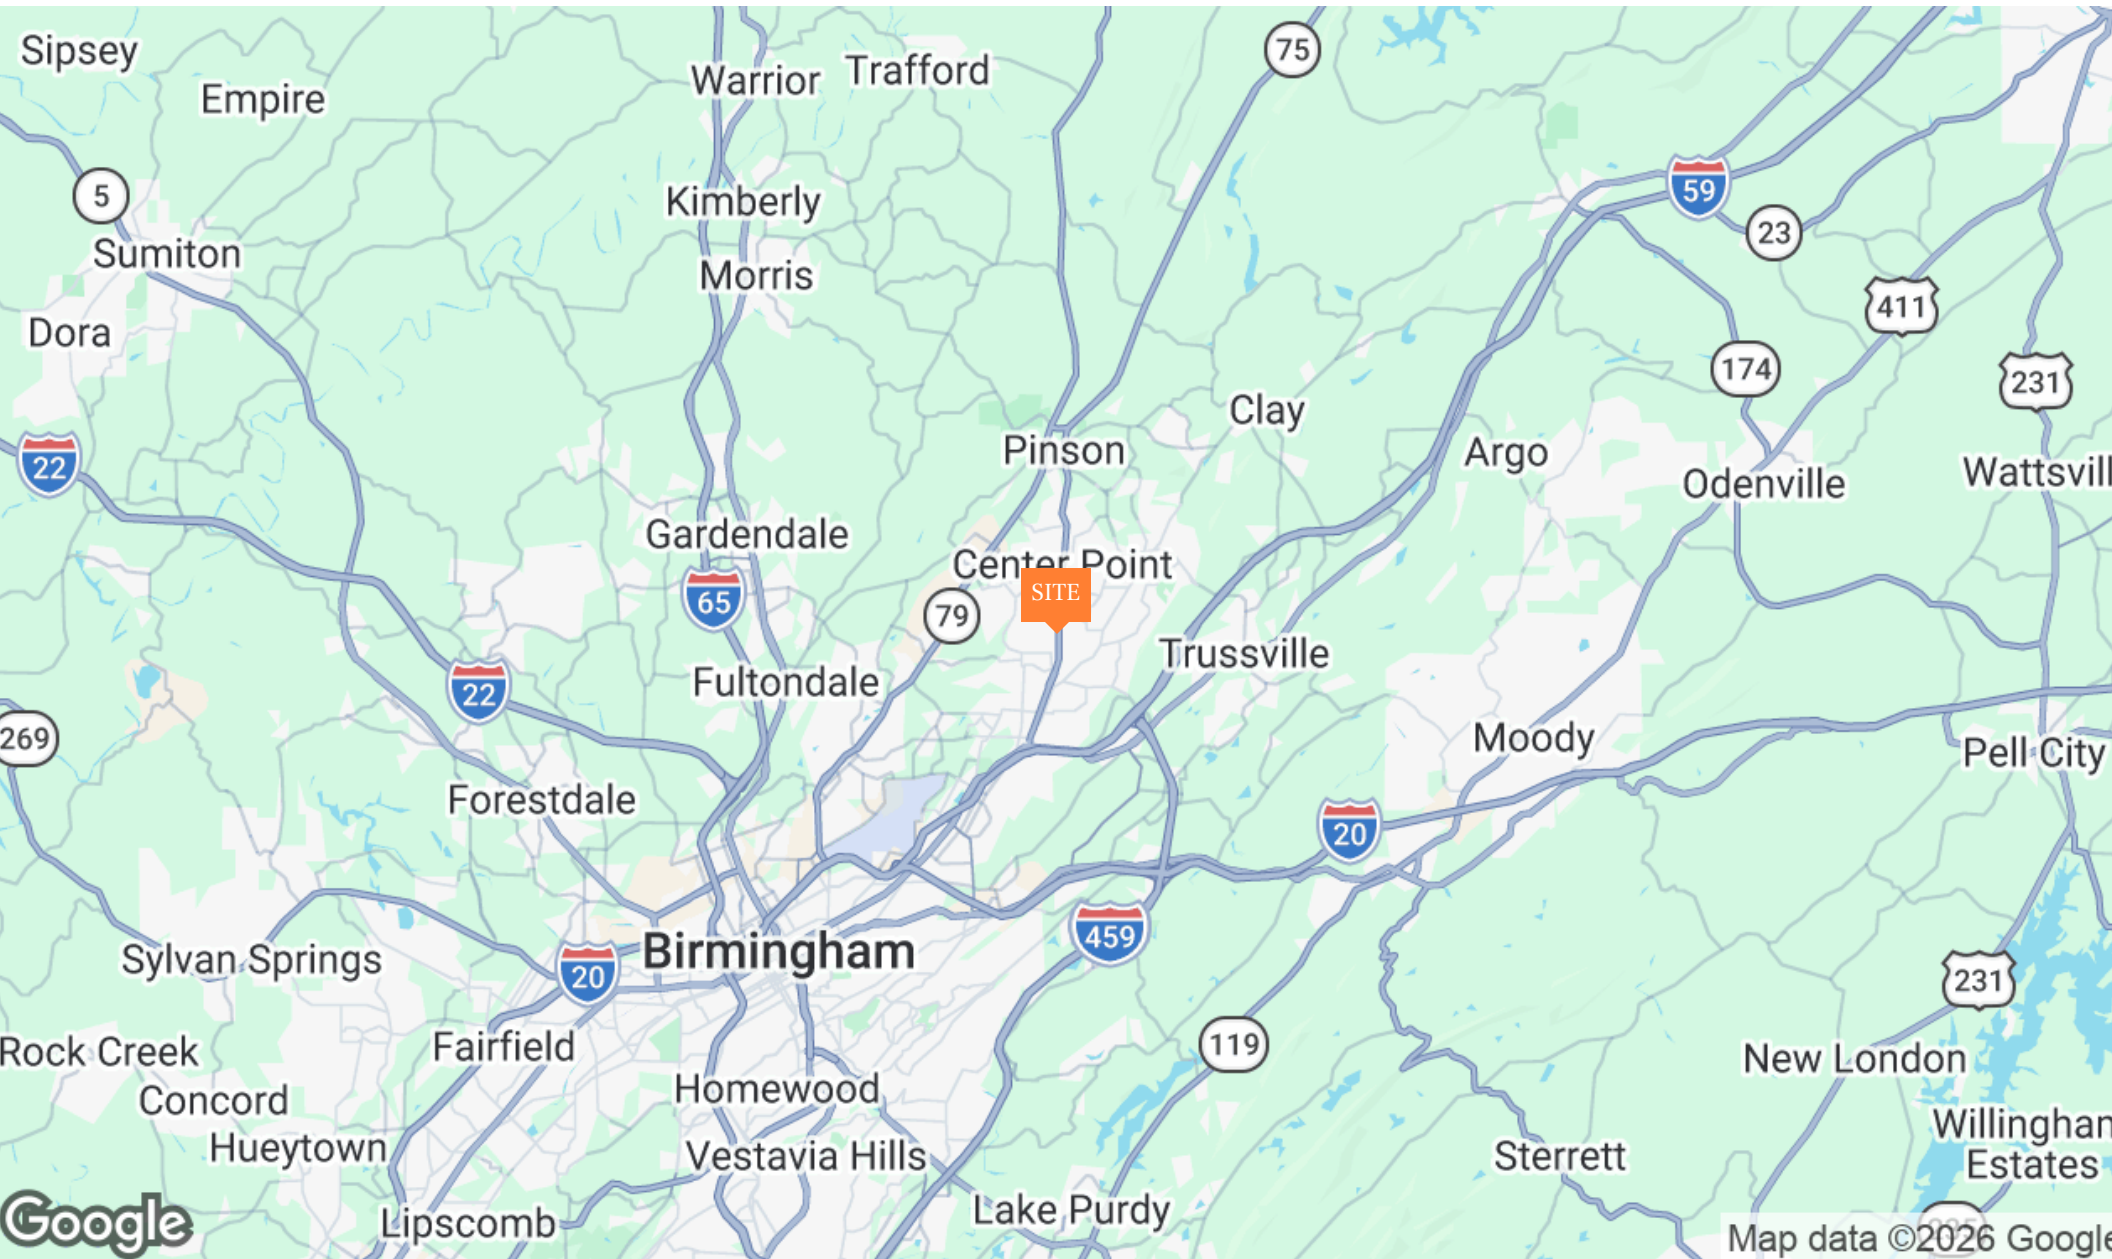 Sipsey
Empire
Warrior
Trafford
75
5
Kimberly
59
23
Sumiton
Morris
411
Dora
174
231
Clay
22
Pinson
Argo
Odenville
Wattsvill
Gardendale
Center Point
65
SITE
79
Trussville
22
Fultondale
269
Moody
Pell City
Forestdale
20
459
Birmingham
Sylvan Springs
20
231
119
Rock Creek
Fairfield
New London
Homewood
Concord
Hueytown
Vestavia Hills
Sterrett
Willingham
Estates
Lake Purdy
Lipscomb
Google
Map data ©2026 Google